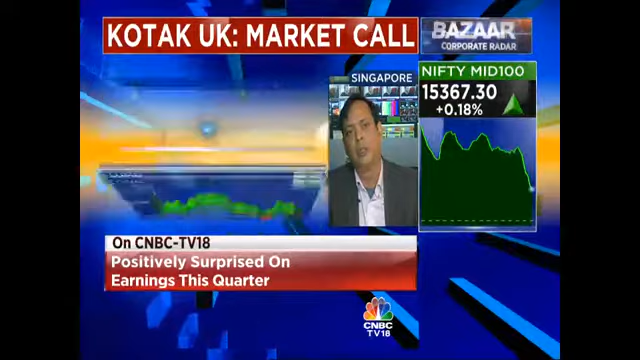 KOTAK UK: MARKET CALL
BAZAAR
CORPORATE RADAR
SINGAPORE
NIFTY MID100
15367.30
+0.18%
On CNBC-TV18
Positively Surprised On
Earnings This Quarter
CNBC
TV18